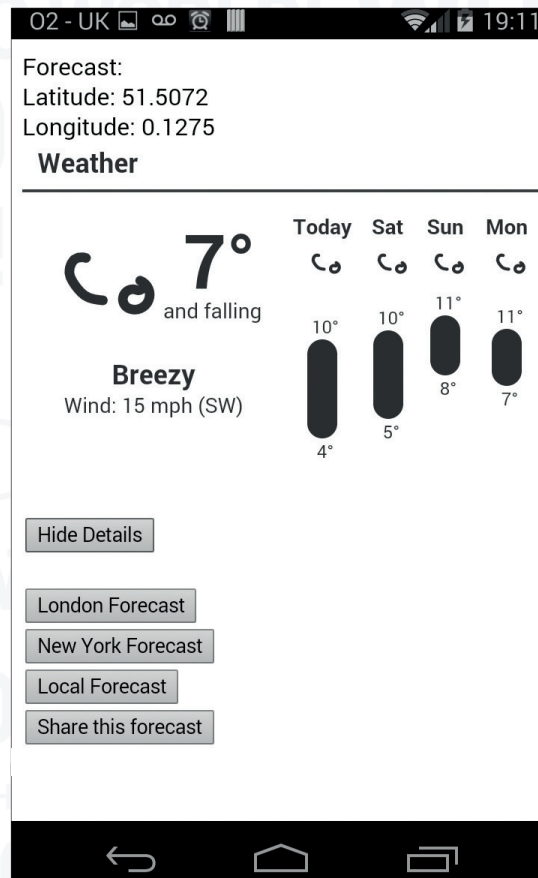 O2 - UK 19:11
Forecast:
Latitude: 51.5072
Longitude: 0.1275
Weather
7°
and falling
Breezy
Wind: 15 mph (SW)
Today Sat Sun Mon
10° 10° 11° 11°
4° 5° 8° 7°
Hide Details
London Forecast
New York Forecast
Local Forecast
Share this forecast